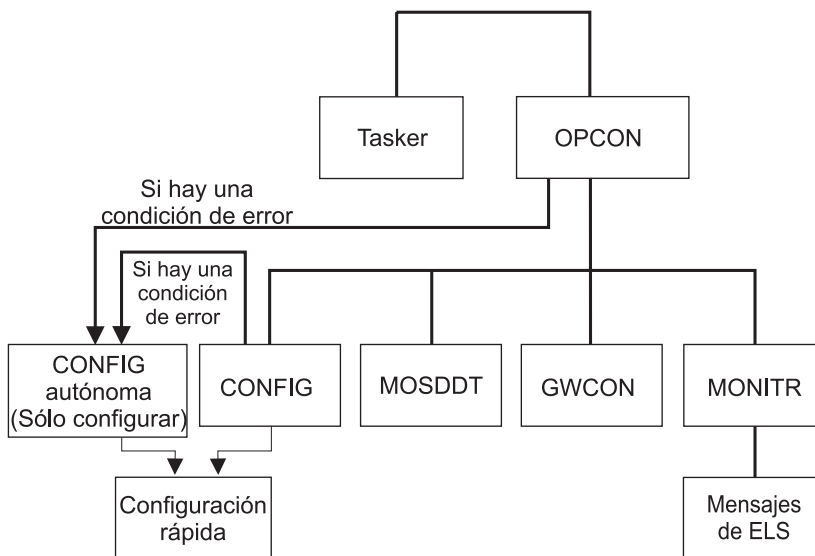 Tasker
OPCON
Si hay una
condición de error
Si hay una
condición
de error
CONFIG
autónoma
(Sólo configurar)
CONFIG
MOSDDT
GWCON
MONITR
Configuración
rápida
Mensajes
de ELS